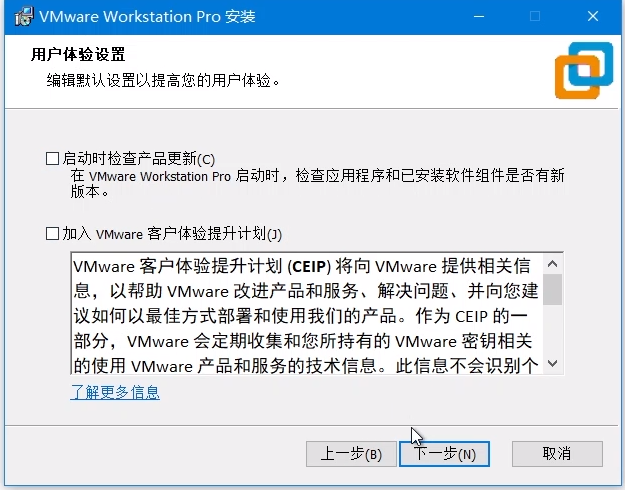 VMware Workstation Pro 安装
用户体验设置
编辑默认设置以提高您的用户体验。
启动时检查产品更新(C)
在 VMware Workstation Pro 启动时，检查应用程序和已安装软件组件是否有新
版本。
加入 VMware 客户体验提升计划(J)
VMware 客户体验提升计划 (CEIP) 将向 VMware 提供相关信
息，以帮助 VMware 改进产品和服务、解决问题、并向您建
议如何以最佳方式部署和使用我们的产品。作为 CEIP 的一
部分，VMware 会定期收集和您所持有的 VMware 密钥相关
的使用 VMware 产品和服务的技术信息。此信息不会识别个
了解更多信息
上一步(B) 下一步(N) 取消